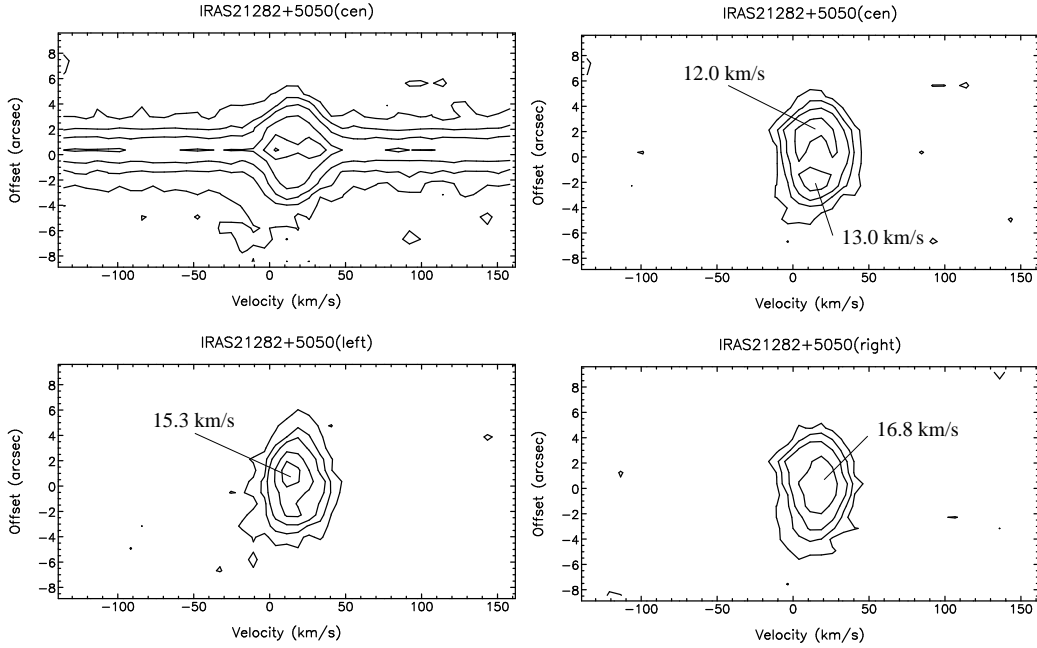 IRAS21282+5050(cen)
8
6
4
2
0
−2
−4
−6
−8
Offset (arcsec)
−100 −50 0 50 100 150
Velocity (km/s)
IRAS21282+5050(cen)
8
6
4
2
0
−2
−4
−6
−8
Offset (arcsec)
12.0 km/s
13.0 km/s
−100 −50 0 50 100 150
Velocity (km/s)
IRAS21282+5050(left)
8
6
4
2
0
−2
−4
−6
−8
Offset (arcsec)
15.3 km/s
−100 −50 0 50 100 150
Velocity (km/s)
IRAS21282+5050(right)
8
6
4
2
0
−2
−4
−6
−8
Offset (arcsec)
16.8 km/s
−100 −50 0 50 100 150
Velocity (km/s)